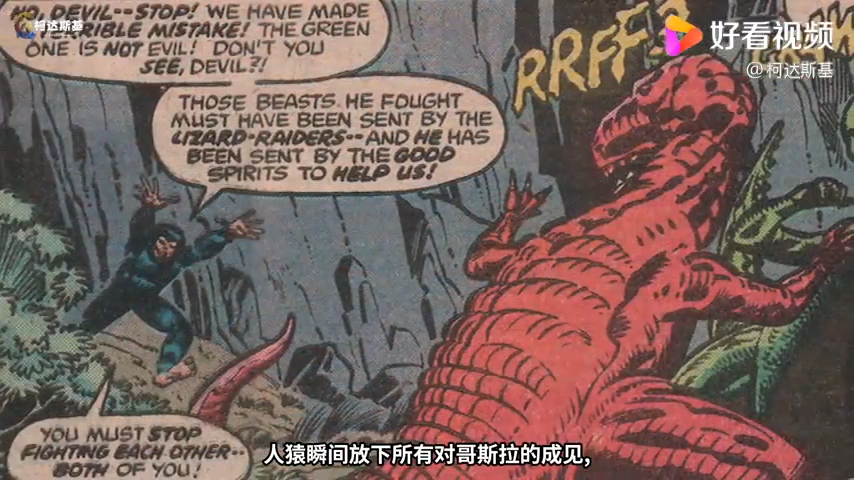 NO, DEVIL--STOP! WE HAVE MADE
TERRIBLE MISTAKE! THE GREEN
ONE IS NOT EVIL! DON'T YOU
SEE, DEVIL?!
柯达斯基
THOSE BEASTS HE FOUGHT
MUST HAVE BEEN SENT BY THE
LIZARD-RAIDERS--AND HE HAS
BEEN SENT BY THE GOOD
SPIRITS TO HELP US!
RRFF
好看视频
@柯达斯基
YOU MUST STOP
FIGHTING EACH OTHER--
BOTH OF YOU!
人猿瞬间放下所有对哥斯拉的成见,